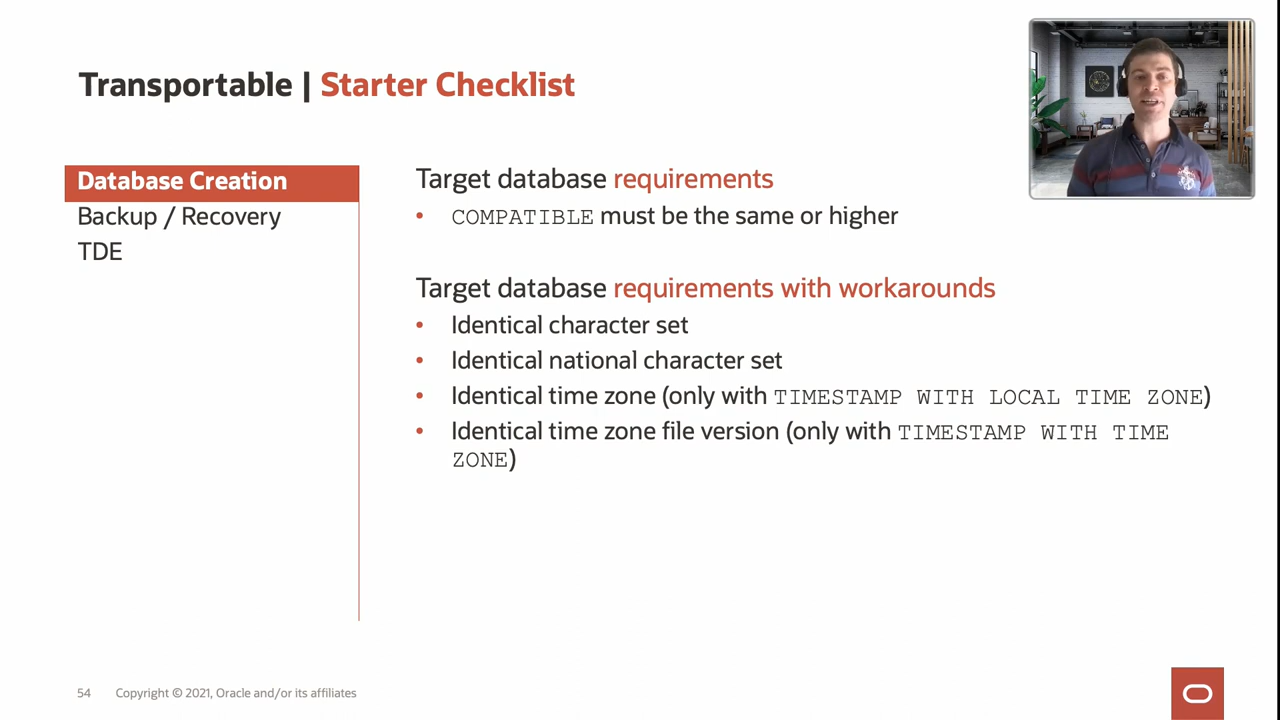 Transportable | Starter Checklist
Database Creation
Backup / Recovery
TDE
Target database requirements
• COMPATIBLE must be the same or higher
Target database requirements with workarounds
• Identical character set
• Identical national character set
• Identical time zone (only with TIMESTAMP WITH LOCAL TIME ZONE)
• Identical time zone file version (only with TIMESTAMP WITH TIME
ZONE)
54 Copyright © 2021, Oracle and/or its affiliates